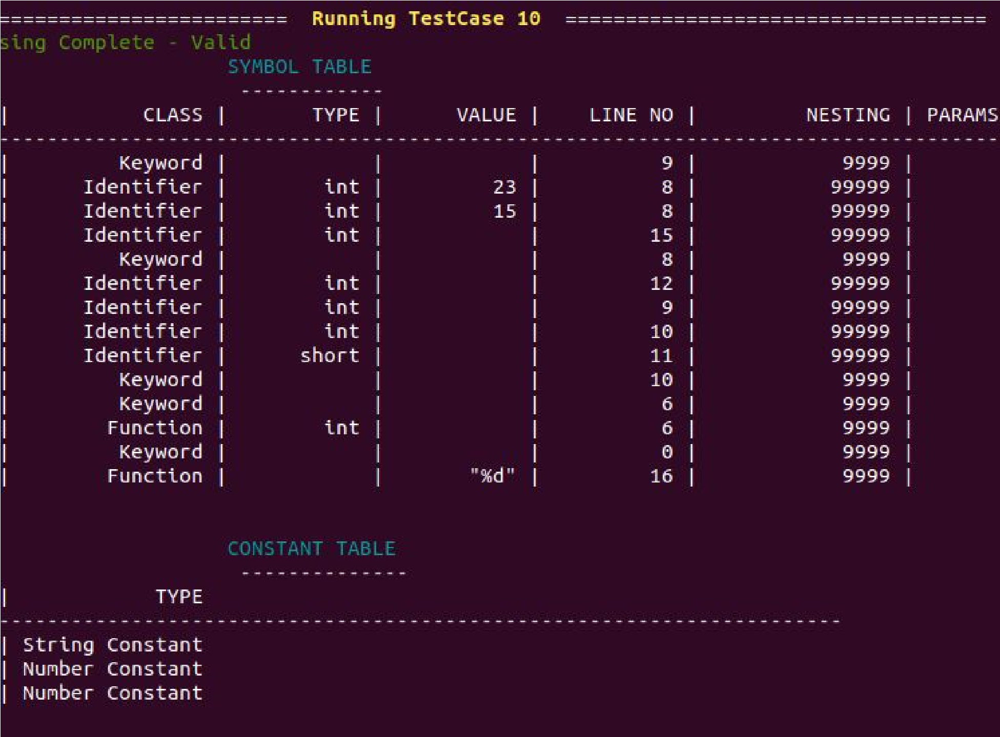 ======================== Running TestCase 10 ===================================
sing Complete - Valid
SYMBOL TABLE
------------
| CLASS | TYPE | VALUE | LINE NO | NESTING | PARAMS
-----------------------------------------------------------------------------------
| Keyword | | | 9 | 9999 |
| Identifier | int | 23 | 8 | 99999 |
| Identifier | int | 15 | 8 | 99999 |
| Identifier | int | | 15 | 99999 |
| Keyword | | | 8 | 9999 |
| Identifier | int | | 12 | 99999 |
| Identifier | int | | 9 | 99999 |
| Identifier | int | | 10 | 99999 |
| Identifier | short | | 11 | 99999 |
| Keyword | | | 10 | 9999 |
| Keyword | | | 6 | 9999 |
| Function | int | | 6 | 9999 |
| Keyword | | | 0 | 9999 |
| Function | | "%d" | 16 | 9999 |
CONSTANT TABLE
--------------
| TYPE
----------------------------------------------------------------------
| String Constant
| Number Constant
| Number Constant